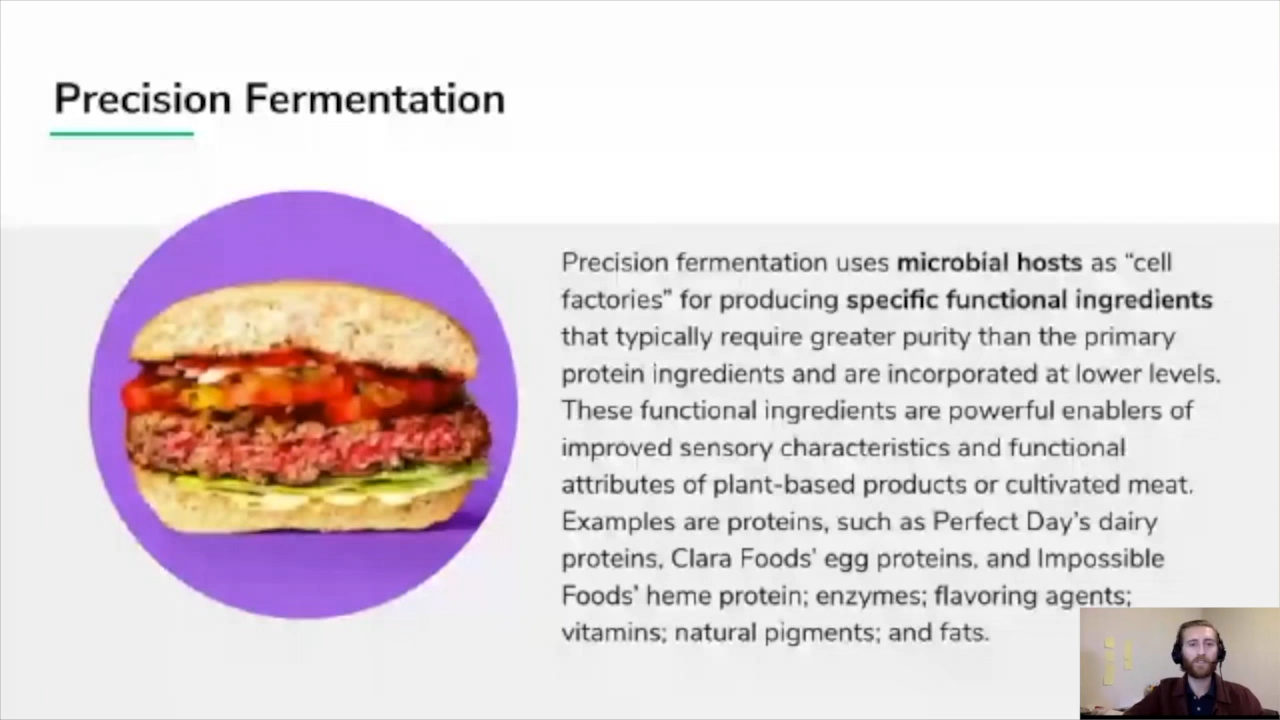 Precision Fermentation
Precision fermentation uses microbial hosts as “cell
factories” for producing specific functional ingredients
that typically require greater purity than the primary
protein ingredients and are incorporated at lower levels.
These functional ingredients are powerful enablers of
improved sensory characteristics and functional
attributes of plant-based products or cultivated meat.
Examples are proteins, such as Perfect Day’s dairy
proteins, Clara Foods’ egg proteins, and Impossible
Foods’ heme protein; enzymes; flavoring agents;
vitamins; natural pigments; and fats.